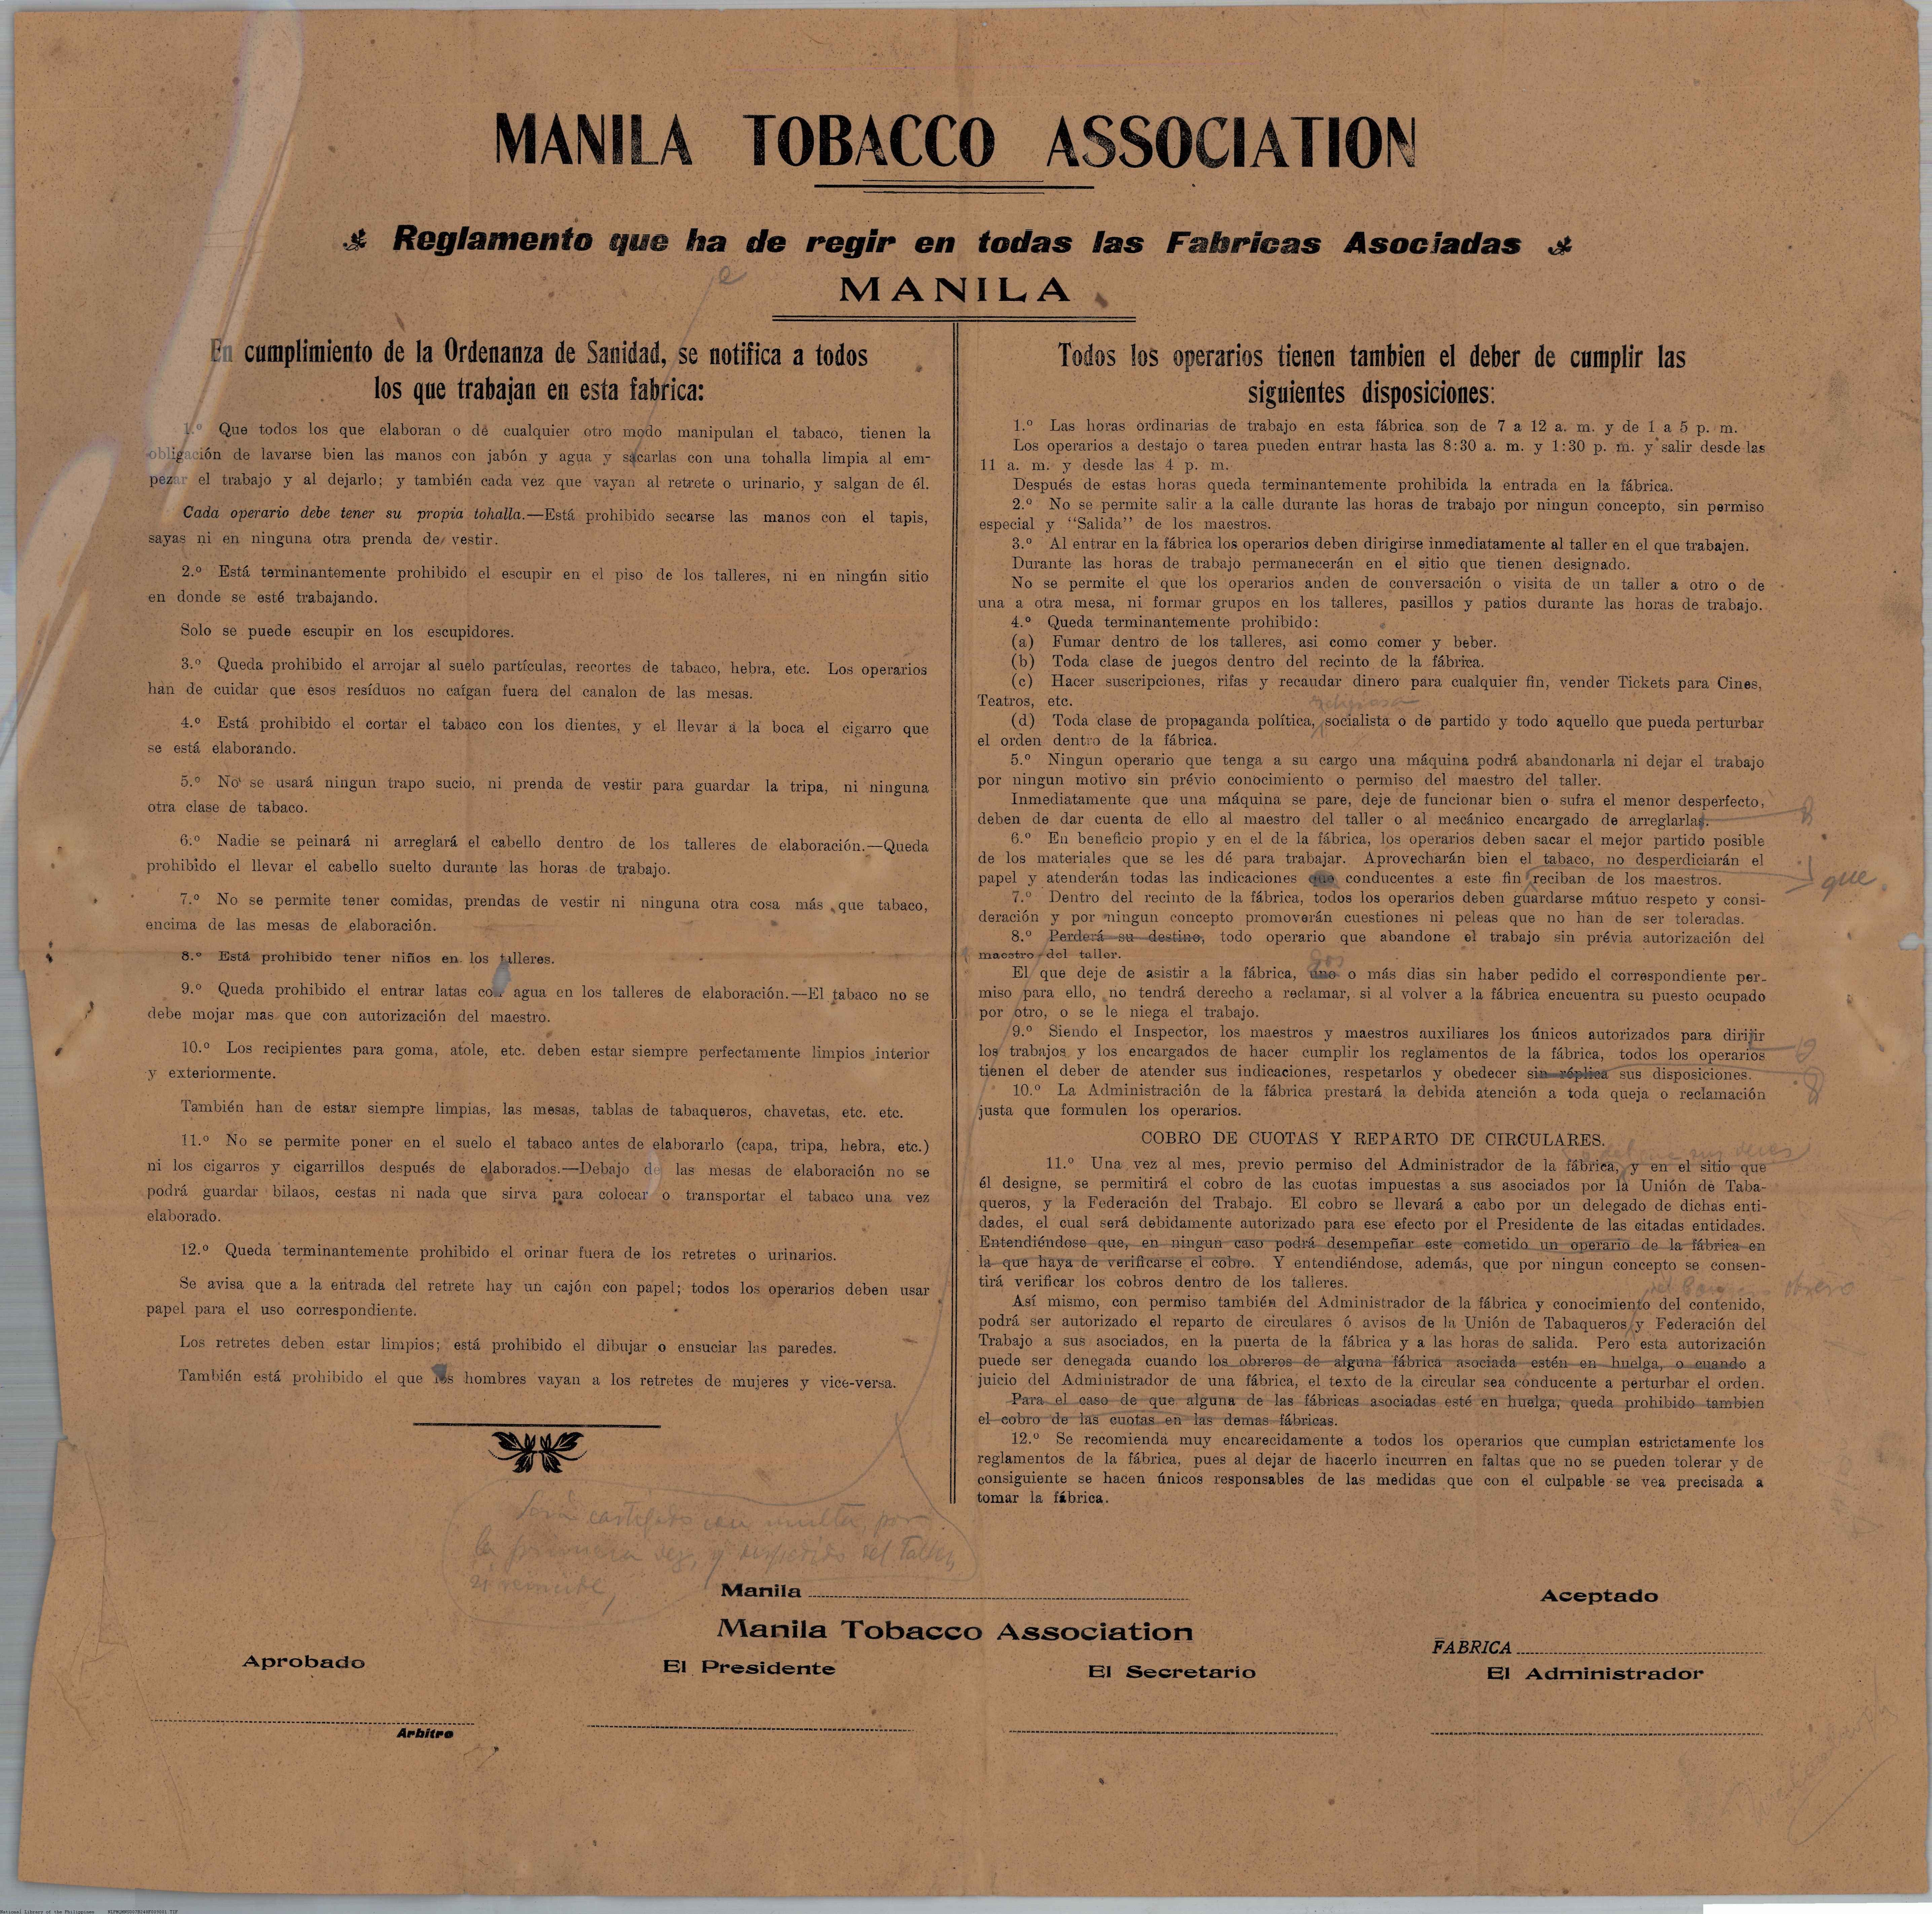 MANILA TOBACCO ASSOCIATION
Reglamento que ha de regir en todas las Fabricas Asociadas
MANILA
En cumplimiento de la Ordenanza de Sanidad, se notifica a todos
los que trabajan en esta fabrica:
1.º Que todos los que elaboran o de cualquier otro modo manipulan el tabaco, tienen la
obligación de lavarse bien las manos con jabón y agua y sacarlas con una tohalla limpia al em-
pezar el trabajo y al dejarlo; y también cada vez que vayan al retrete o urinario, y salgan de él.
e
Cada operario debe tener su propia tohalla.—Está prohibido secarse las manos con el tapis,
sayas ni en ninguna otra prenda de vestir.
2.º Está terminantemente prohibido el escupir en el piso de los talleres, ni en ningún sitio
en donde se esté trabajando.
Solo se puede escupir en los escupidores.
3.º Queda prohibido el arrojar al suelo partículas, recortes de tabaco, hebra, etc. Los operarios
han de cuidar que esos resíduos no caígan fuera del canalon de las mesas.
4.º Está prohibido el cortar el tabaco con los dientes, y el llevar a la boca el cigarro que
se está elaborando.
5.º No se usará ningun trapo sucio, ni prenda de vestir para guardar la tripa, ni ninguna
otra clase de tabaco.
6.º Nadie se peinará ni arreglará el cabello dentro de los talleres de elaboración.—Queda
prohibido el llevar el cabello suelto durante las horas de trabajo.
7.º No se permite tener comidas, prendas de vestir ni ninguna otra cosa más que tabaco,
encima de las mesas de elaboración.
8.º Está prohibido tener niños en los talleres.
9.º Queda prohibido el entrar latas con agua en los talleres de elaboración.—El tabaco no se
debe mojar mas que con autorización del maestro.
10.º Los recipientes para goma, atole, etc. deben estar siempre perfectamente limpios interior
y exteriormente.
También han de estar siempre limpias, las mesas, tablas de tabaqueros, chavetas, etc. etc.
11.º No se permite poner en el suelo el tabaco antes de elaborarlo (capa, tripa, hebra, etc.)
ni los cigarros y cigarrillos después de elaborados.—Debajo de las mesas de elaboración no se
podrá guardar bilaos, cestas ni nada que sirva para colocar o transportar el tabaco una vez
elaborado.
12.º Queda terminantemente prohibido el orinar fuera de los retretes o urinarios.
Se avisa que a la entrada del retrete hay un cajón con papel; todos los operarios deben usar
papel para el uso correspondiente.
Los retretes deben estar limpios; está prohibido el dibujar o ensuciar las paredes.
También está prohibido el que los hombres vayan a los retretes de mujeres y vice-versa.
Todos los operarios tienen tambien el deber de cumplir las
siguientes disposiciones:
1.º Las horas ordinarias de trabajo en esta fábrica son de 7 a 12 a. m. y de 1 a 5 p. m.
Los operarios a destajo o tarea pueden entrar hasta las 8:30 a. m. y 1:30 p. m. y salir desde las
11 a. m. y desde las 4 p. m.
Después de estas horas queda terminantemente prohibida la entrada en la fábrica.
2.º No se permite salir a la calle durante las horas de trabajo por ningun concepto, sin permiso
especial y "Salida" de los maestros.
3.º Al entrar en la fábrica los operarios deben dirigirse inmediatamente al taller en el que trabajen.
Durante las horas de trabajo permanecerán en el sitio que tienen designado.
No se permite el que los operarios anden de conversación o visita de un taller a otro o de
una a otra mesa, ni formar grupos en los talleres, pasillos y patios durante las horas de trabajo.
4.º Queda terminantemente prohibido:
(a) Fumar dentro de los talleres, asi como comer y beber.
(b) Toda clase de juegos dentro del recinto de la fábrica.
(c) Hacer suscripciones, rifas y recaudar dinero para cualquier fin, vender Tickets para Cines,
Teatros, etc.
religiosa
(d) Toda clase de propaganda política, socialista o de partido y todo aquello que pueda perturbar
el orden dentro de la fábrica.
5.º Ningun operario que tenga a su cargo una máquina podrá abandonarla ni dejar el trabajo
por ningun motivo sin prévio conocimiento o permiso del maestro del taller.
Inmediatamente que una máquina se pare, deje de funcionar bien o sufra el menor desperfecto,
deben de dar cuenta de ello al maestro del taller o al mecánico encargado de arreglarlas.
6.º En beneficio propio y en el de la fábrica, los operarios deben sacar el mejor partido posible
de los materiales que se les dé para trabajar. Aprovecharán bien el tabaco, no desperdiciarán el
papel y atenderán todas las indicaciones que conducentes a este fin reciban de los maestros.
que
7.º Dentro del recinto de la fábrica, todos los operarios deben guardarse mútuo respeto y consi-
deración y por ningun concepto promoverán cuestiones ni peleas que no han de ser toleradas.
8.º Perderá su destino, todo operario que abandone el trabajo sin prévia autorización del
maestro del taller.
dos
El que deje de asistir a la fábrica, uno o más dias sin haber pedido el correspondiente per-
miso para ello, no tendrá derecho a reclamar, si al volver a la fábrica encuentra su puesto ocupado
por otro, o se le niega el trabajo.
9.º Siendo el Inspector, los maestros y maestros auxiliares los únicos autorizados para dirijir
los trabajos y los encargados de hacer cumplir los reglamentos de la fábrica, todos los operarios
tienen el deber de atender sus indicaciones, respetarlos y obedecer sin réplica sus disposiciones.
10.º La Administración de la fábrica prestará la debida atención a toda queja o reclamación
justa que formulen los operarios.
COBRO DE CUOTAS Y REPARTO DE CIRCULARES.
11.º Una vez al mes, previo permiso del Administrador de la fábrica, y en el sitio que
él designe, se permitirá el cobro de las cuotas impuestas a sus asociados por la Unión de Taba-
queros, y la Federación del Trabajo. El cobro se llevará a cabo por un delegado de dichas enti-
dades, el cual será debidamente autorizado para ese efecto por el Presidente de las citadas entidades.
Entendiéndose que, en ningun caso podrá desempeñar este cometido un operario de la fábrica en
la que haya de verificarse el cobro. Y entendiéndose, además, que por ningun concepto se consen-
tirá verificar los cobros dentro de los talleres.
obrero
Así mismo, con permiso también del Administrador de la fábrica y conocimiento del contenido,
podrá ser autorizado el reparto de circulares ó avisos de la Unión de Tabaqueros y Federación del
Trabajo a sus asociados, en la puerta de la fábrica y a las horas de salida. Pero esta autorización
puede ser denegada cuando los obreros de alguna fábrica asociada estén en huelga, o cuando a
juicio del Administrador de una fábrica, el texto de la circular sea conducente a perturbar el orden.
Para el caso de que alguna de las fábricas asociadas esté en huelga, queda prohibido tambien
el cobro de las cuotas en las demas fábricas.
12.º Se recomienda muy encarecidamente a todos los operarios que cumplan estrictamente los
reglamentos de la fábrica, pues al dejar de hacerlo incurren en faltas que no se pueden tolerar y de
consiguiente se hacen únicos responsables de las medidas que con el culpable se vea precisada a
tomar la fábrica.
Será castigado con multa, por
la primera vez, y despedido del Taller,
si reincide,
Manila
Manila Tobacco Association
Aceptado
FABRICA
Aprobado
El Presidente
El Secretario
El Administrador
Arbitro
National Library of the Philippines